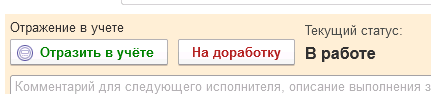 Отражение в учете
Текущий статус:
Отразить в учёте
На доработку
В работе
Комментарий для следующего исполнителя, описание выполнения з